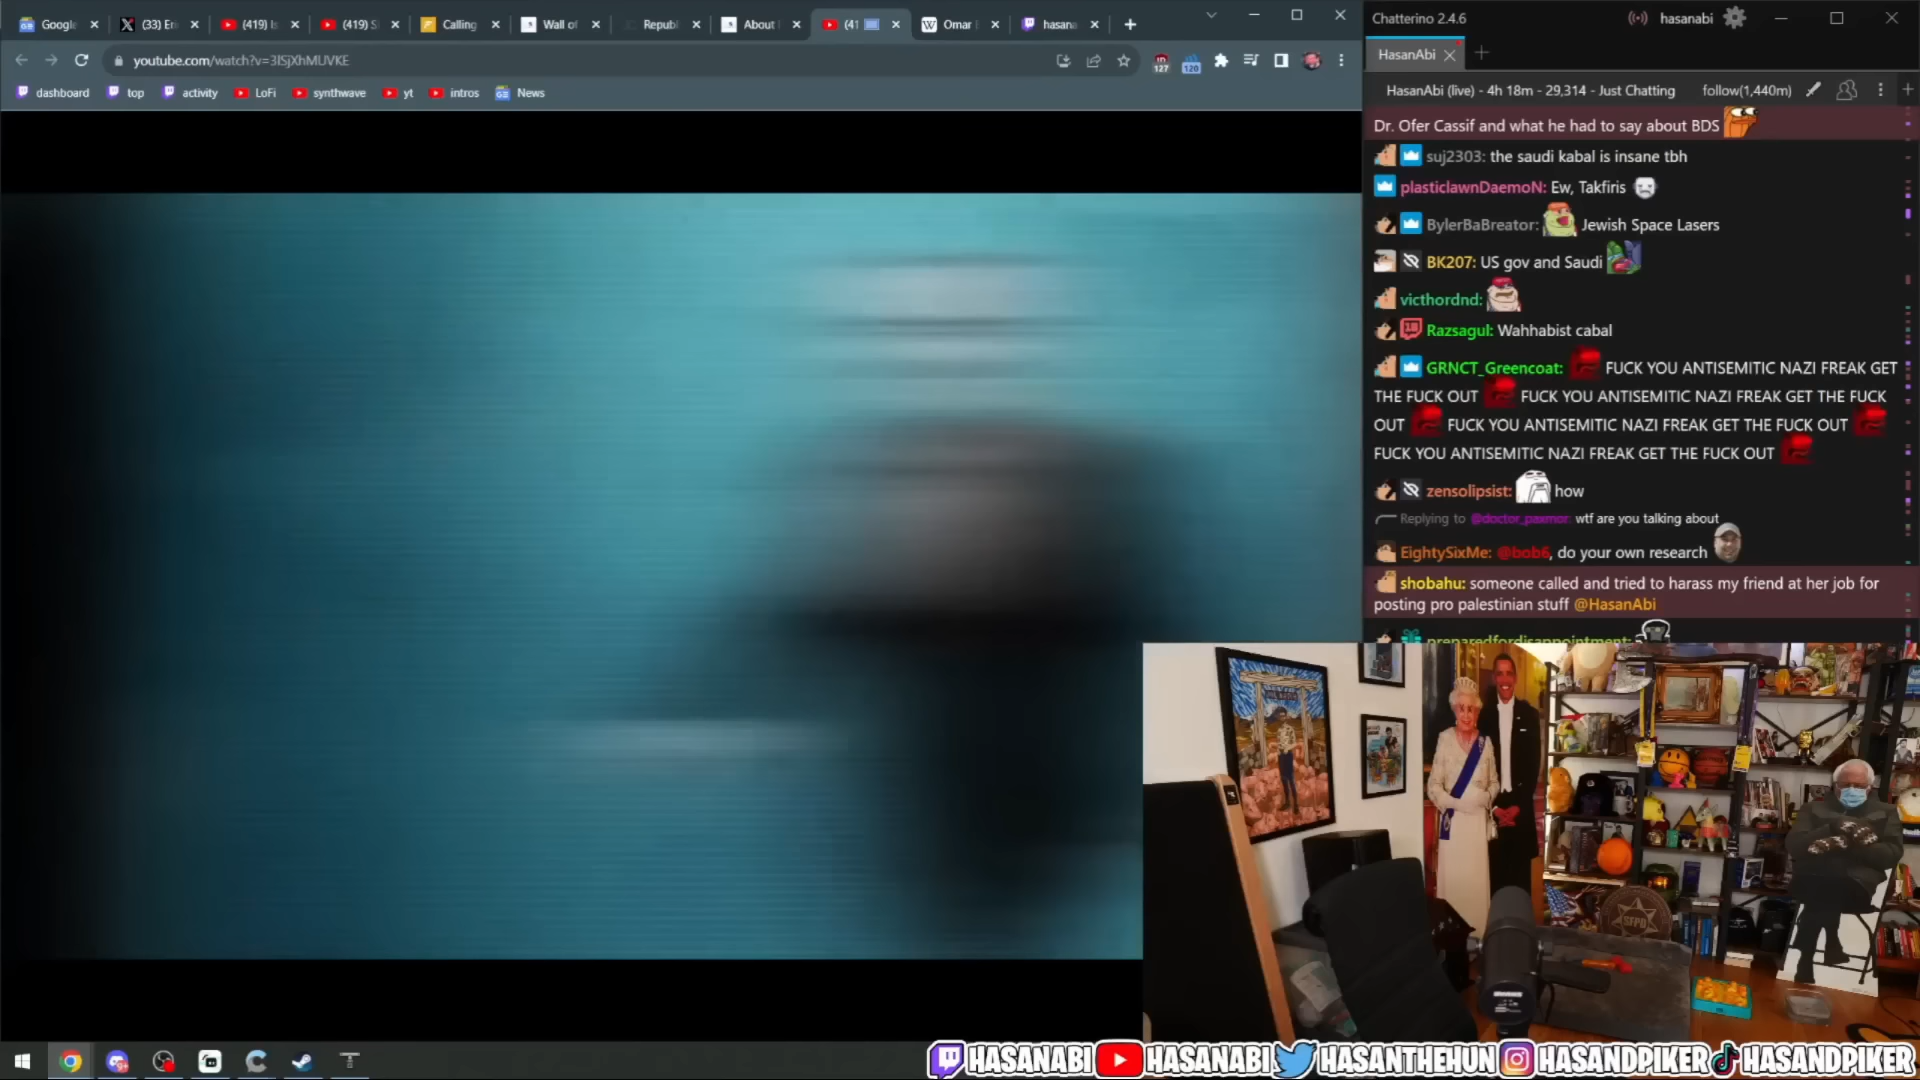 Google
(33) Er
(419) I
(419) S
Calling
Wall of
Republ
About
(41
Omar
hasana
youtube.com/watch?v=3lSjXhMUVKE
127
120
dashboard
top
activity
LoFi
synthwave
yt
intros
News
Chatterino 2.4.6
hasanabi
HasanAbi
HasanAbi (live) - 4h 18m - 29,314 - Just Chatting
follow(1,440m)
Dr. Ofer Cassif and what he had to say about BDS
suj2303: the saudi kabal is insane tbh
plasticlawnDaemoN: Ew, Takfiris
BylerBaBreator: Jewish Space Lasers
BK207: US gov and Saudi
victhordnd:
Razsagul: Wahhabist cabal
GRNCT_Greencoat: FUCK YOU ANTISEMITIC NAZI FREAK GET
THE FUCK OUT FUCK YOU ANTISEMITIC NAZI FREAK GET THE FUCK
OUT FUCK YOU ANTISEMITIC NAZI FREAK GET THE FUCK OUT
FUCK YOU ANTISEMITIC NAZI FREAK GET THE FUCK OUT
zensolipsist: how
Replying to @doctor_paxmor: wtf are you talking about
EightySixMe: @bob6, do your own research
shobahu: someone called and tried to harass my friend at her job for
posting pro palestinian stuff @HasanAbi
preparedfordisappointment:
SFPD
HASANABI HASANABI HASANTHEHUN HASANDPIKER HASANDPIKER